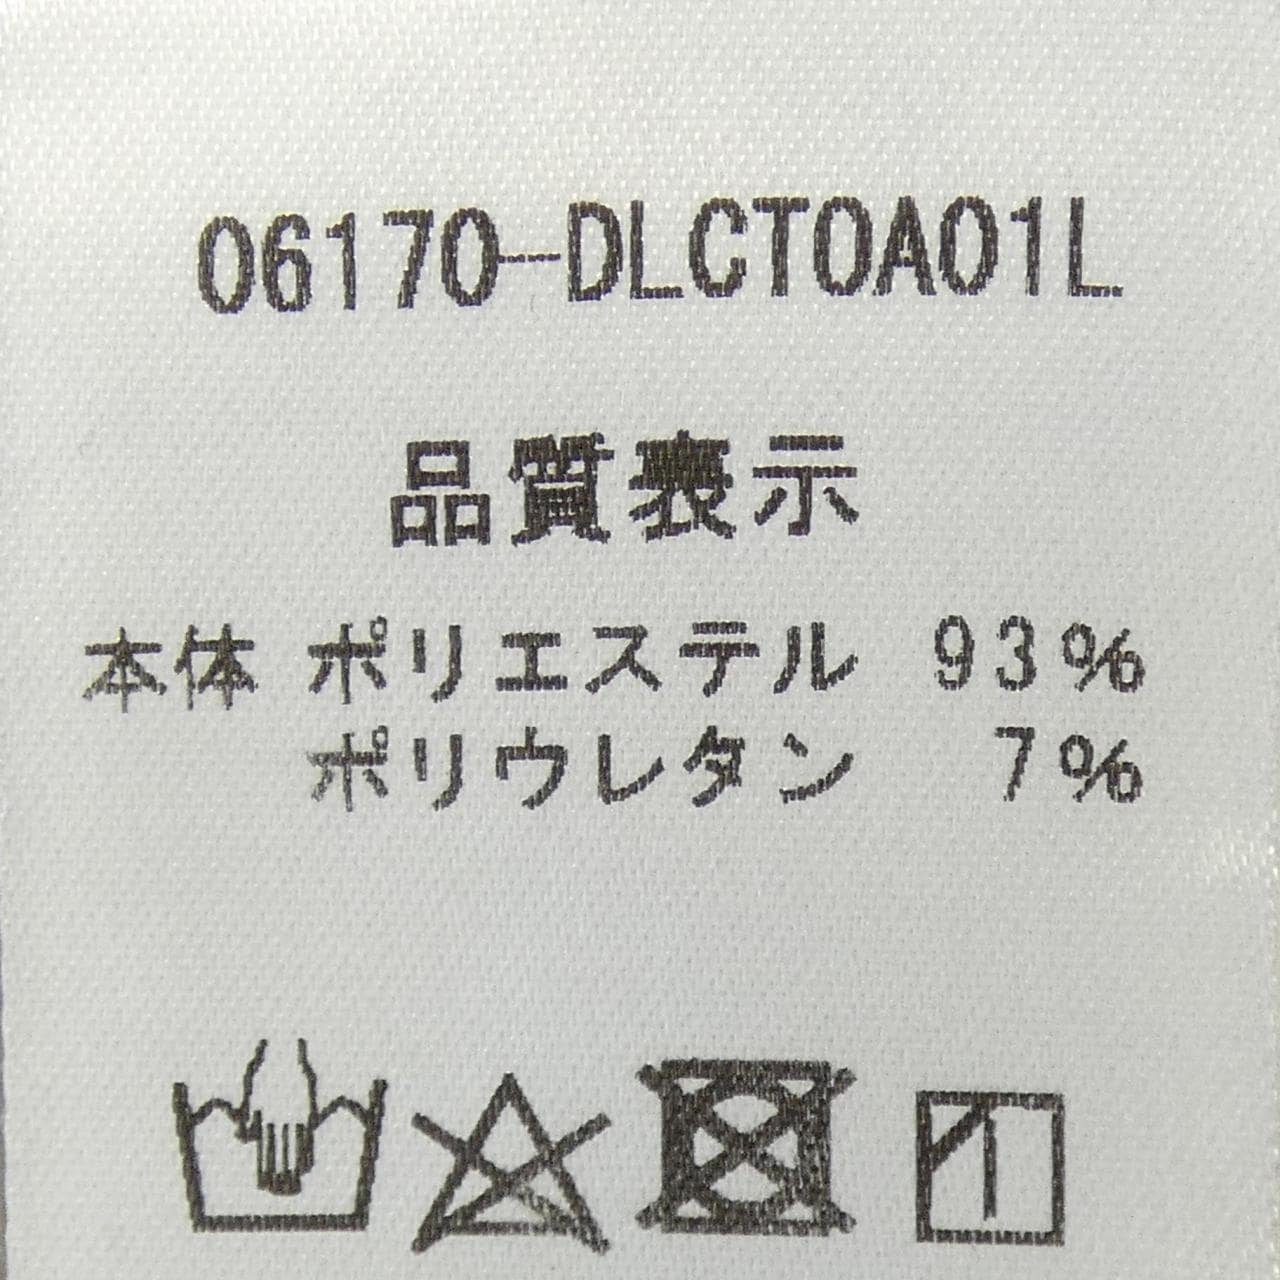 06170-DLCT0A01L
品質表示
本体 ポリエステル 93%
ポリウレタン 7%